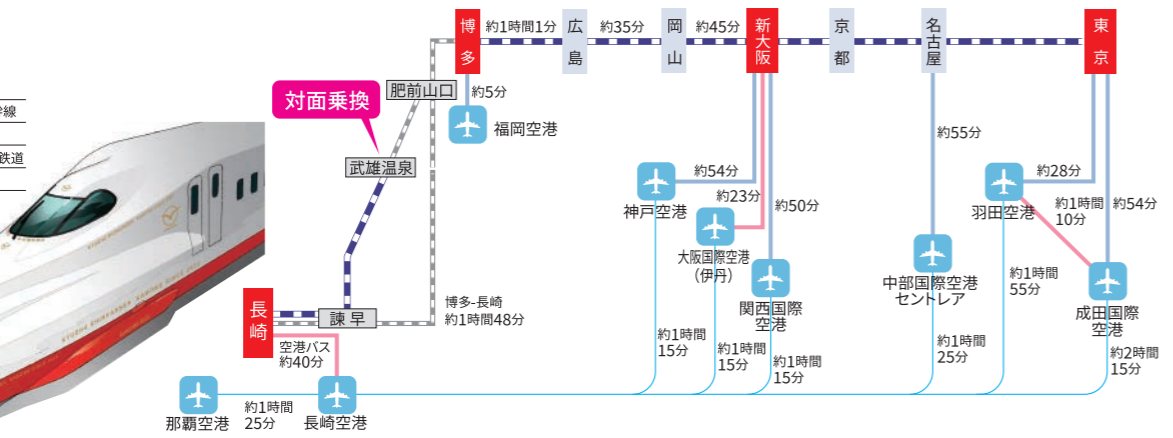 幹線
鉄道
対面乗換
博多
約1時間1分
広島
約35分
岡山
約45分
新大阪
京都
名古屋
東京
肥前山口
約5分
福岡空港
武雄温泉
諫早
長崎
博多-長崎
約1時間48分
空港バス
約40分
約54分
神戸空港
約23分
大阪国際空港
（伊丹）
約50分
関西国際
空港
約55分
中部国際空港
セントレア
約28分
羽田空港
約1時間
10分
約54分
成田国際
空港
約1時間
15分
約1時間
15分
約1時間
15分
約1時間
25分
約1時間
55分
約2時間
15分
那覇空港
約1時間
25分
長崎空港